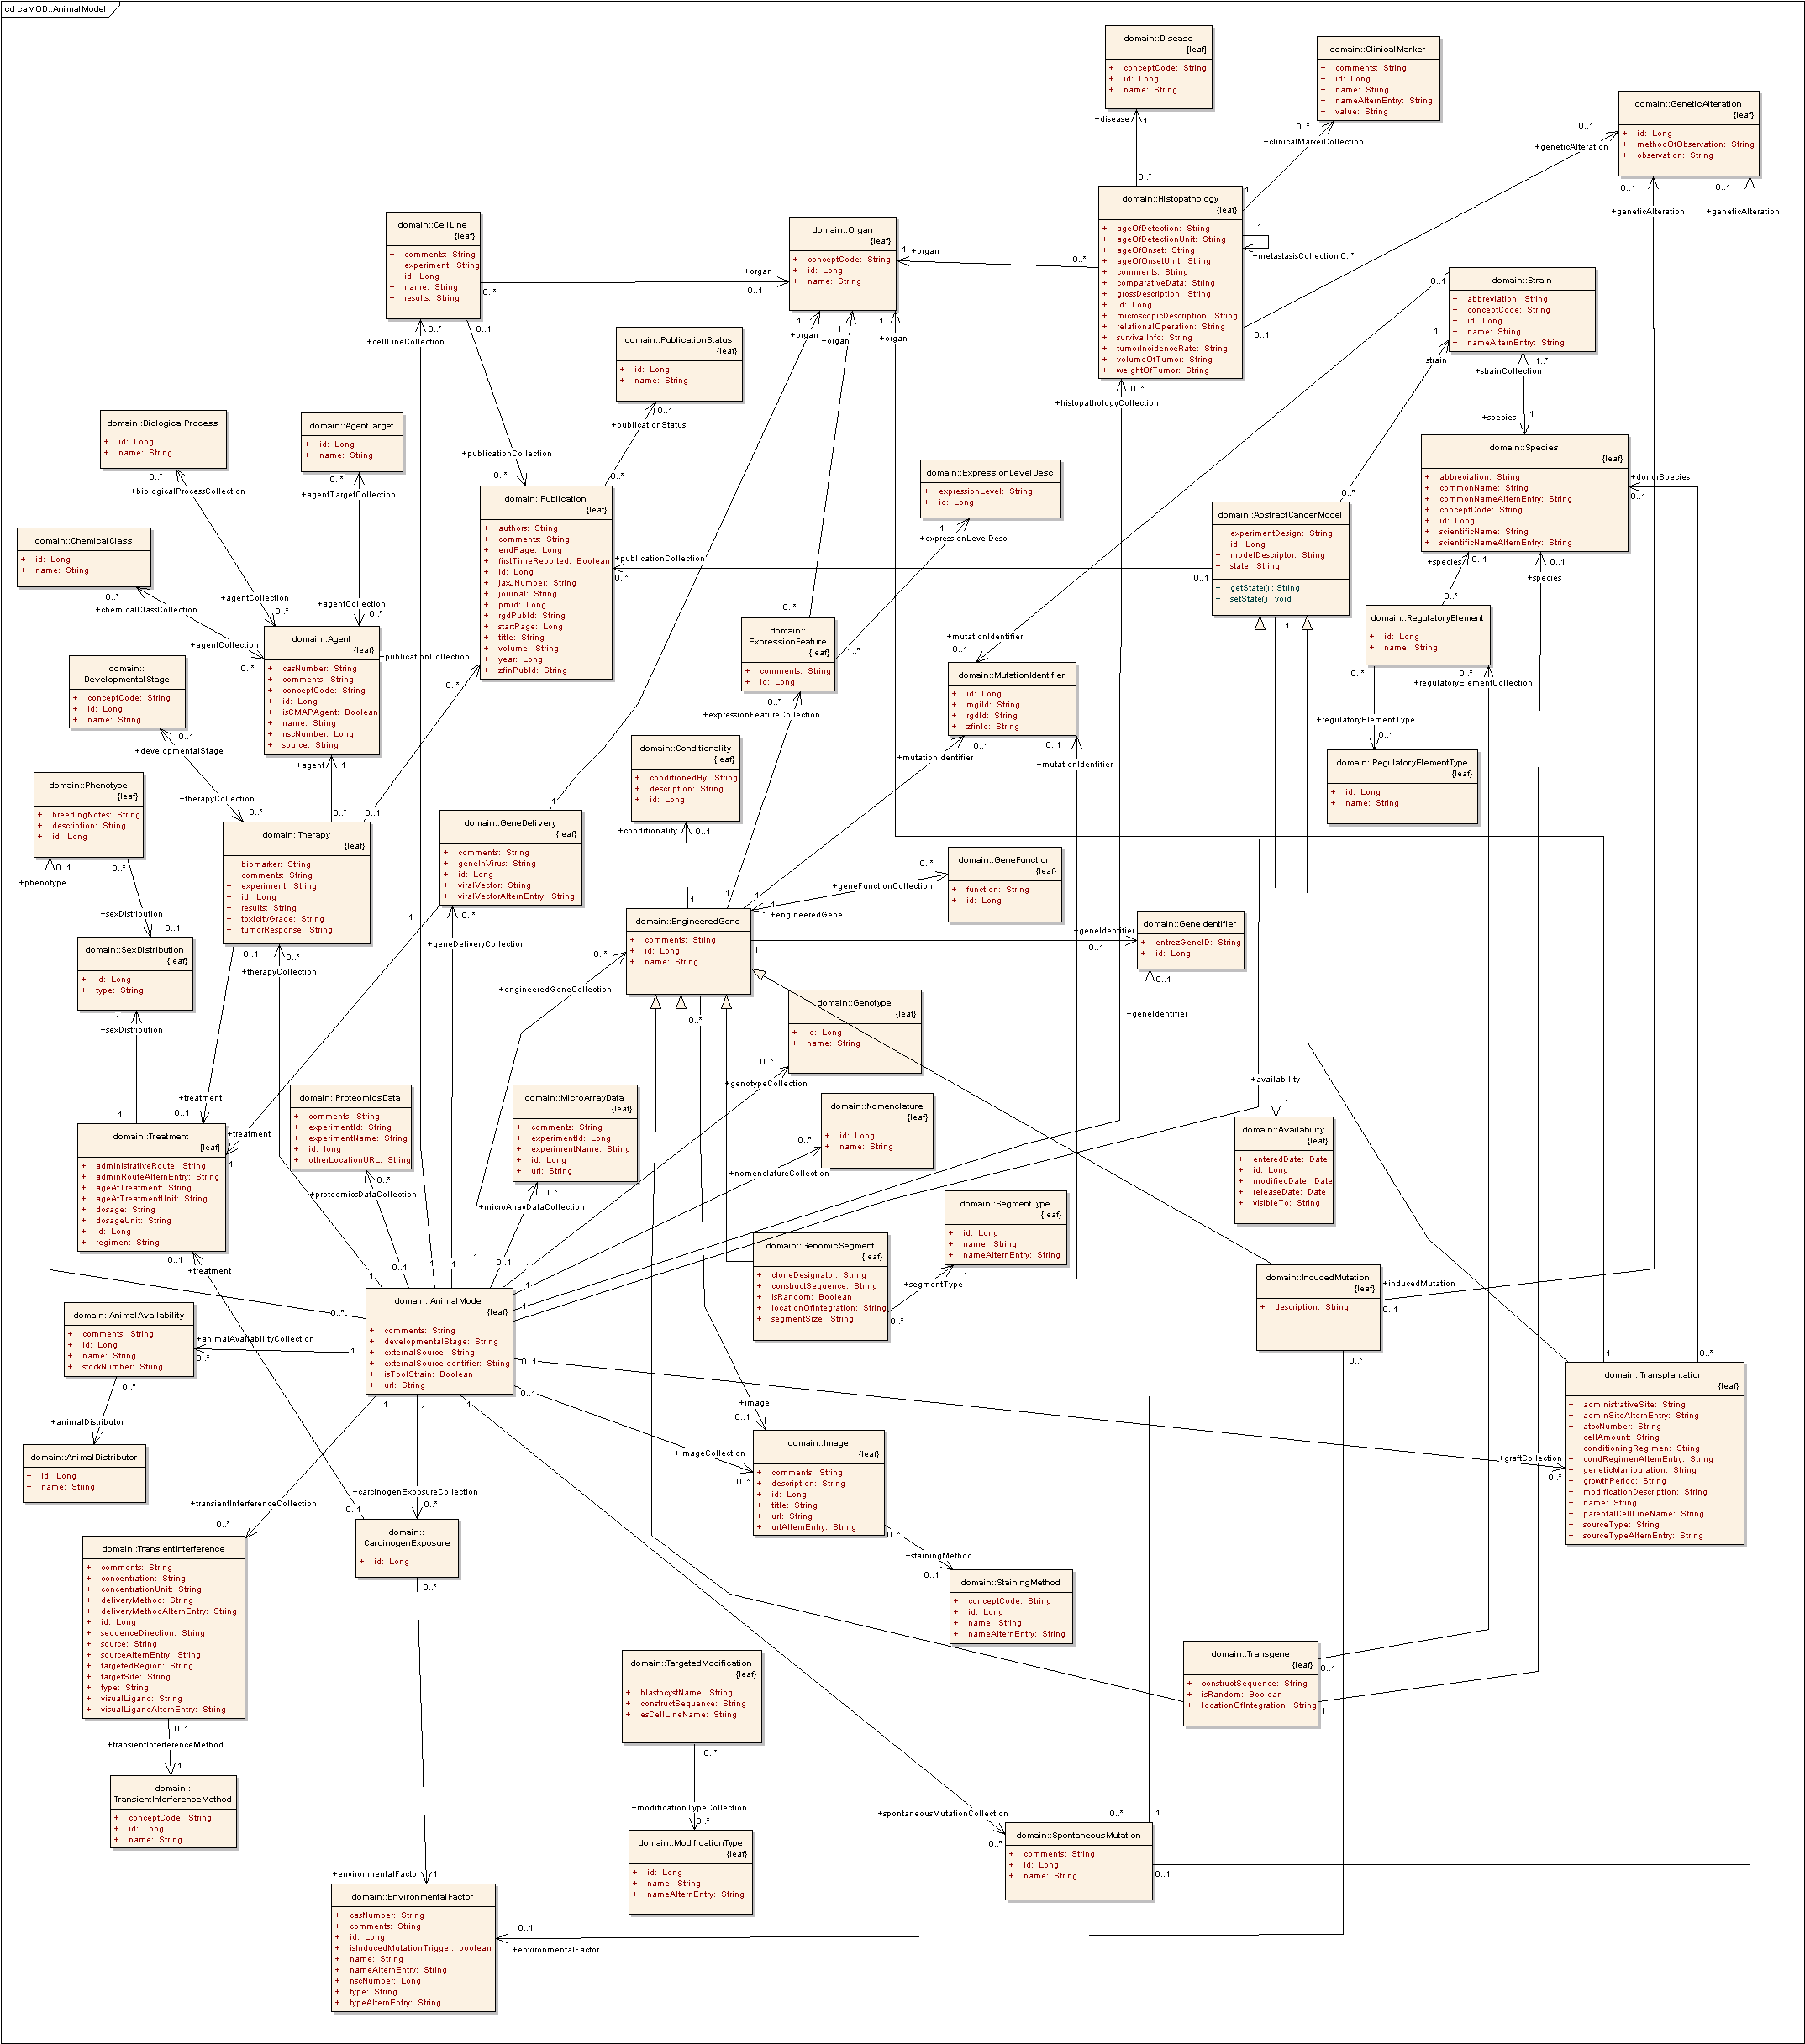 cd caMOD::AnimalModel
domain::Disease
{leaf}
+ conceptCode: String
+ id: Long
+ name: String
domain::ClinicalMarker
{leaf}
+ comments: String
+ id: Long
+ name: String
+ nameAlternEntry: String
+ value: String
domain::GeneticAlteration
{leaf}
+ id: Long
+ methodOfObservation: String
+ observation: String
+disease
1
0..*
0..*
+clinicalMarkerCollection
1
0..1
+geneticAlteration
0..1
0..1
+geneticAlteration
0..1
+geneticAlteration
domain::Histopathology
{leaf}
+ ageOfDetection: String
+ ageOfDetectionUnit: String
+ ageOfOnset: String
+ ageOfOnsetUnit: String
+ comments: String
+ comparativeData: String
+ grossDescription: String
+ id: Long
+ microscopicDescription: String
+ relationalOperation: String
+ survivalInfo: String
+ tumorIncidenceRate: String
+ volumeOfTumor: String
+ weightOfTumor: String
1
+metastasisCollection 0..*
0..*
+histopathologyCollection
domain::CellLine
{leaf}
+ comments: String
+ experiment: String
+ id: Long
+ name: String
+ results: String
0..*
+organ
0..1
0..*
+cellLineCollection
0..1
domain::Organ
{leaf}
+ conceptCode: String
+ id: Long
+ name: String
1 +organ
0..*
1
+organ
1
+organ
1
+organ
domain::Strain
{leaf}
+ abbreviation: String
+ conceptCode: String
+ id: Long
+ name: String
+ nameAlternEntry: String
0..1
1
+strain
1..*
+strainCollection
+species
1
domain::PublicationStatus
{leaf}
+ id: Long
+ name: String
0..1
+publicationStatus
0..*
domain::BiologicalProcess
+ id: Long
+ name: String
0..*
+biologicalProcessCollection
domain::AgentTarget
+ id: Long
+ name: String
0..*
+agentTargetCollection
+publicationCollection
0..*
domain::Publication
{leaf}
+ authors: String
+ comments: String
+ endPage: Long
+ firstTimeReported: Boolean
+ id: Long
+ jaxJNumber: String
+ journal: String
+ pmid: Long
+ rgdPubId: String
+ startPage: Long
+ title: String
+ volume: String
+ year: Long
+ zfinPubId: String
+publicationCollection
0..*
0..1
+publicationCollection
0..*
domain::ExpressionLevelDesc
+ expressionLevel: String
+ id: Long
1
+expressionLevelDesc
1..*
domain::Species
{leaf}
+ abbreviation: String
+ commonName: String
+ commonNameAlternEntry: String
+ conceptCode: String
+ id: Long
+ scientificName: String
+ scientificNameAlternEntry: String
+donorSpecies
0..1
0..1
+species
0..1
+species
domain::AbstractCancerModel
+ experimentDesign: String
+ id: Long
+ modelDescriptor: String
+ state: String
+ getState() : String
+ setState() : void
0..*
1
domain::ChemicalClass
+ id: Long
+ name: String
0..*
+chemicalClassCollection
+agentCollection
0..*
+agentCollection
0..*
+agentCollection
0..*
domain::Agent
{leaf}
+ casNumber: String
+ comments: String
+ conceptCode: String
+ id: Long
+ isCMAPAgent: Boolean
+ name: String
+ nscNumber: Long
+ source: String
+agent 1
0..*
domain::
ExpressionFeature
{leaf}
+ comments: String
+ id: Long
0..*
0..*
+expressionFeatureCollection
domain::RegulatoryElement
+ id: Long
+ name: String
0..*
0..*
+regulatoryElementType
0..1
0..*
+regulatoryElementCollection
domain::RegulatoryElementType
{leaf}
+ id: Long
+ name: String
domain::
DevelopmentalStage
{leaf}
+ conceptCode: String
+ id: Long
+ name: String
0..1
+developmentalStage
+therapyCollection
0..*
+mutationIdentifier
0..1
domain::MutationIdentifier
{leaf}
+ id: Long
+ mgiId: String
+ rgdId: String
+ zfinId: String
0..1
+mutationIdentifier
0..1
+mutationIdentifier
domain::Conditionality
{leaf}
+ conditionedBy: String
+ description: String
+ id: Long
+conditionality 0..1
1
domain::Phenotype
{leaf}
+ breedingNotes: String
+ description: String
+ id: Long
0..1
+phenotype
0..*
+sexDistribution
0..1
domain::Therapy
{leaf}
+ biomarker: String
+ comments: String
+ experiment: String
+ id: Long
+ results: String
+ toxicityGrade: String
+ tumorResponse: String
0..1
0..1
0..*
+therapyCollection
domain::GeneDelivery
{leaf}
+ comments: String
+ geneInVirus: String
+ id: Long
+ viralVector: String
+ viralVectorAlternEntry: String
1
1
0..*
+geneDeliveryCollection
domain::GeneFunction
{leaf}
+ function: String
+ id: Long
0..*
+geneFunctionCollection
1
+engineeredGene
domain::EngineeredGene
+ comments: String
+ id: Long
+ name: String
1
1
1
0..*
0..*
+engineeredGeneCollection
domain::GeneIdentifier
+ entrezGeneID: String
+ id: Long
+geneIdentifier
0..1
0..1
+geneIdentifier
domain::SexDistribution
{leaf}
+ id: Long
+ type: String
1
+sexDistribution
1
domain::Genotype
{leaf}
+ id: Long
+ name: String
0..*
+genotypeCollection
+treatment
0..1
+treatment
1
domain::Treatment
{leaf}
+ administrativeRoute: String
+ adminRouteAlternEntry: String
+ ageAtTreatment: String
+ ageAtTreatmentUnit: String
+ dosage: String
+ dosageUnit: String
+ id: Long
+ regimen: String
0..1
+treatment
domain::ProteomicsData
+ comments: String
+ experimentId: String
+ experimentName: String
+ id: long
+ otherLocationURL: String
0..*
+proteomicsDataCollection
domain::MicroArrayData
{leaf}
+ comments: String
+ experimentId: Long
+ experimentName: String
+ id: Long
+ url: String
0..*
+microArrayDataCollection
domain::Nomenclature
{leaf}
+ id: Long
+ name: String
0..*
+nomenclatureCollection
+availability
1
domain::Availability
{leaf}
+ enteredDate: Date
+ id: Long
+ modifiedDate: Date
+ releaseDate: Date
+ visibleTo: String
domain::SegmentType
{leaf}
+ id: Long
+ name: String
+ nameAlternEntry: String
+segmentType 1
0..*
domain::GenomicSegment
{leaf}
+ cloneDesignator: String
+ constructSequence: String
+ isRandom: Boolean
+ locationOfIntegration: String
+ segmentSize: String
domain::InducedMutation
{leaf}
+ description: String
+inducedMutation
0..1
0..*
domain::AnimalModel
{leaf}
+ comments: String
+ developmentalStage: String
+ externalSource: String
+ externalSourceIdentifier: String
+ isToolStrain: Boolean
+ url: String
1
0..1
1
1
1
0..1
1
1
1
0..*
1
0..1
0..1
1
1
1
domain::AnimalAvailability
+ comments: String
+ id: Long
+ name: String
+ stockNumber: String
+animalAvailabilityCollection
0..*
0..*
+animalDistributor
1
domain::AnimalDistributor
+ id: Long
+ name: String
1
0..*
domain::Transplantation
{leaf}
+ administrativeSite: String
+ adminSiteAlternEntry: String
+ atccNumber: String
+ cellAmount: String
+ conditioningRegimen: String
+ condRegimenAlternEntry: String
+ geneticManipulation: String
+ growthPeriod: String
+ modificationDescription: String
+ name: String
+ parentalCellLineName: String
+ sourceType: String
+ sourceTypeAlternEntry: String
+graftCollection
0..*
+image
0..1
+imageCollection
0..*
domain::Image
{leaf}
+ comments: String
+ description: String
+ id: Long
+ title: String
+ url: String
+ urlAlternEntry: String
0..*
+stainingMethod
0..1
domain::StainingMethod
+ conceptCode: String
+ id: Long
+ name: String
+ nameAlternEntry: String
+transientInterferenceCollection
0..*
+carcinogenExposureCollection
0..1
0..*
domain::
CarcinogenExposure
+ id: Long
0..*
domain::TransientInterference
{leaf}
+ comments: String
+ concentration: String
+ concentrationUnit: String
+ deliveryMethod: String
+ deliveryMethodAlternEntry: String
+ id: Long
+ sequenceDirection: String
+ source: String
+ sourceAlternEntry: String
+ targetedRegion: String
+ targetSite: String
+ type: String
+ visualLigand: String
+ visualLigandAlternEntry: String
0..*
+transientInterferenceMethod
1
domain::
TransientInterferenceMethod
+ conceptCode: String
+ id: Long
+ name: String
domain::TargetedModification
{leaf}
+ blastocystName: String
+ constructSequence: String
+ esCellLineName: String
0..*
+modificationTypeCollection
0..*
domain::ModificationType
{leaf}
+ id: Long
+ name: String
+ nameAlternEntry: String
domain::Transgene
{leaf}
+ constructSequence: String
+ isRandom: Boolean
+ locationOfIntegration: String
0..1
1
+spontaneousMutationCollection
0..*
0..*
1
domain::SpontaneousMutation
+ comments: String
+ id: Long
+ name: String
0..1
+environmentalFactor 1
domain::EnvironmentalFactor
+ casNumber: String
+ comments: String
+ id: Long
+ isInducedMutationTrigger: boolean
+ name: String
+ nameAlternEntry: String
+ nscNumber: Long
+ type: String
+ typeAlternEntry: String
0..1
+environmentalFactor